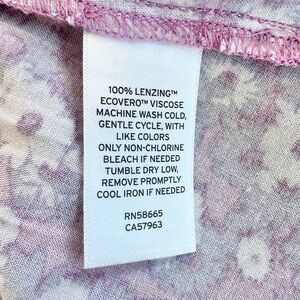 100% LENZING™
ECOVERO™ VISCOSE
MACHINE WASH COLD,
GENTLE CYCLE, WITH
LIKE COLORS
ONLY NON-CHLORINE
BLEACH IF NEEDED
TUMBLE DRY LOW,
REMOVE PROMPTLY
COOL IRON IF NEEDED
RN58665
CA57963